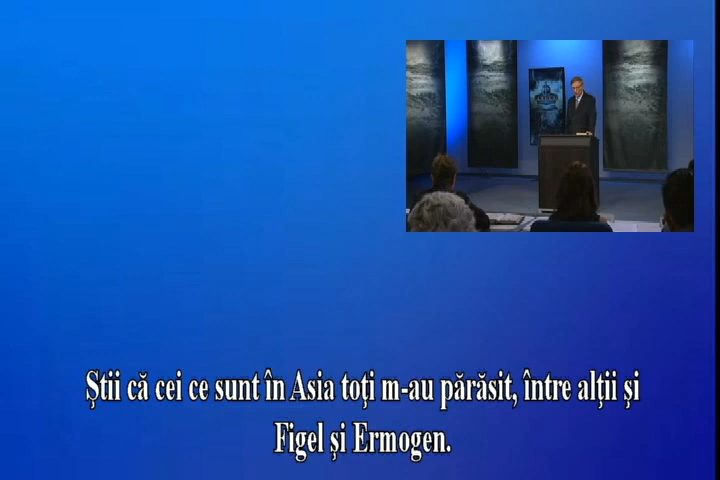 Ştii că cei ce sunt în Asia toţi m-au părăsit, între alţii şi
Figel şi Ermogen.